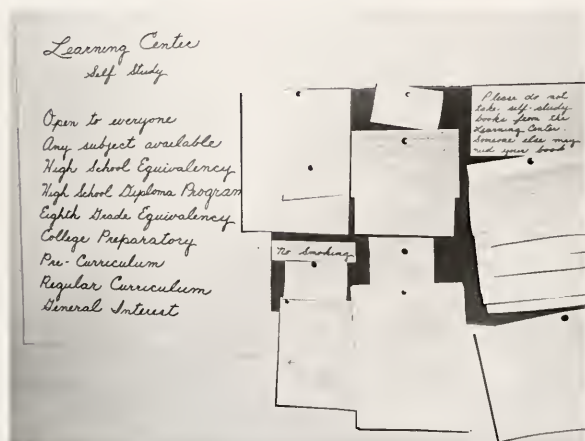 Learning Center
Self Study
Open to everyone
Any subject available
High School Equivalency
High School Diploma Program
Eighth Grade Equivalency
College Preparatory
Pre-Curriculum
Regular Curriculum
General Interest
Please do not
take self-study
books from the
Learning Center.
Someone else may
need your book
No Smoking